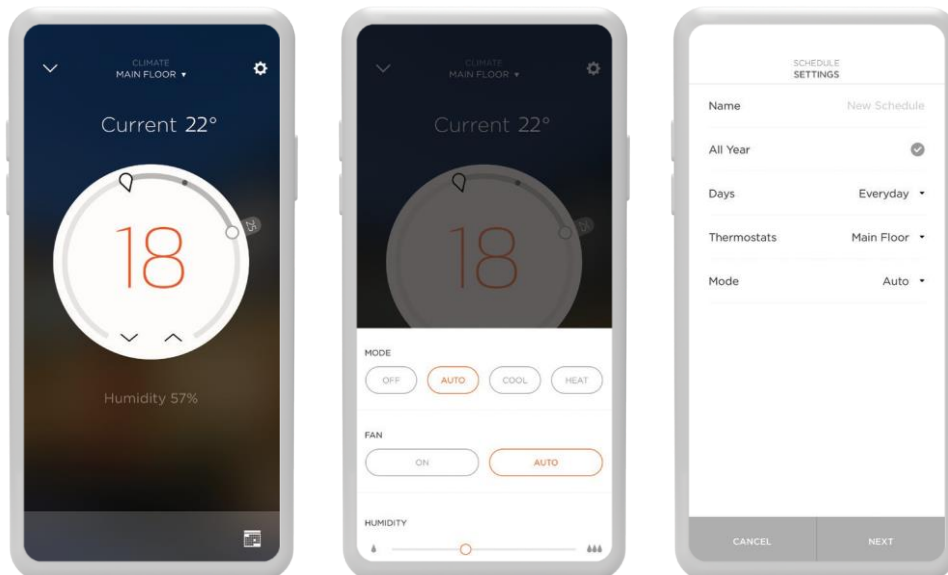 CLIMATE
MAIN FLOOR
Current 22°
25
18
Humidity 57%
CLIMATE
MAIN FLOOR
Current 22°
25
18
MODE
OFF AUTO COOL HEAT
FAN
ON AUTO
HUMIDITY
SCHEDULE
SETTINGS
Name New Schedule
All Year
Days Everyday
Thermostats Main Floor
Mode Auto
CANCEL NEXT